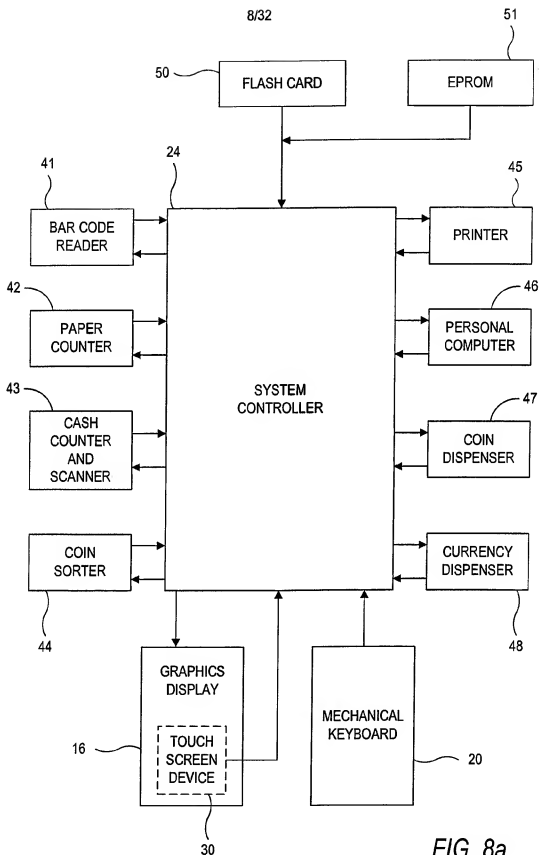 8/32
51
50
FLASH CARD
EPROM
41
24
45
BAR CODE
READER
PRINTER
42
46
PAPER
COUNTER
PERSONAL
COMPUTER
SYSTEM
CONTROLLER
43
47
CASH
COUNTER
AND
SCANNER
COIN
DISPENSER
COIN
SORTER
CURRENCY
DISPENSER
44
48
GRAPHICS
DISPLAY
MECHANICAL
KEYBOARD
16
TOUCH
SCREEN
DEVICE
20
30
FIG. 8a